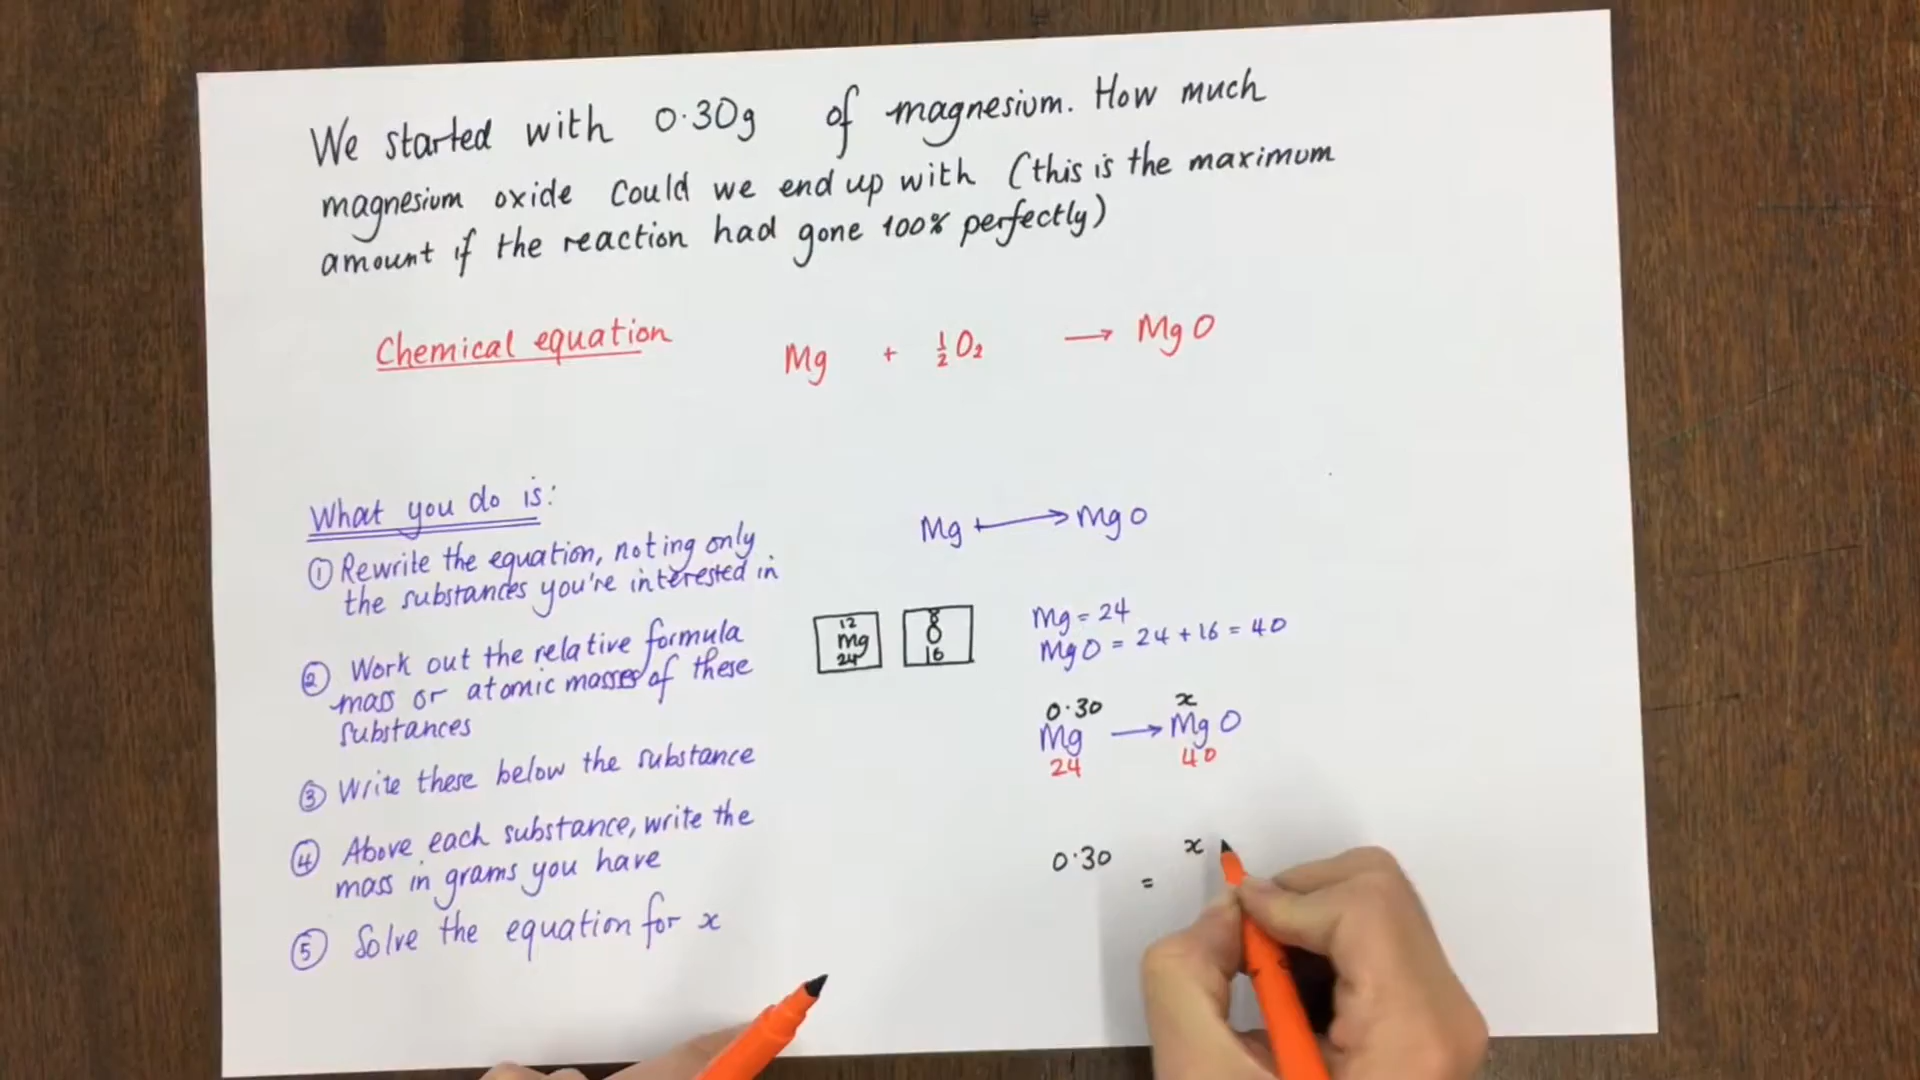 We started with 0.30g of magnesium. How much
magnesium oxide could we end up with (this is the maximum
amount if the reaction had gone 100% perfectly)
Chemical equation Mg + ½O₂ → MgO
What you do is:
① Rewrite the equation, noting only
the substances you're interested in
Mg → MgO
② Work out the relative formula
mass or atomic masses of these
substances
12
Mg
24
8
O
16
Mg = 24
MgO = 24 + 16 = 40
③ Write these below the substance
0.30 x
Mg → MgO
24 40
④ Above each substance, write the
mass in grams you have
⑤ Solve the equation for x
0.30 = x